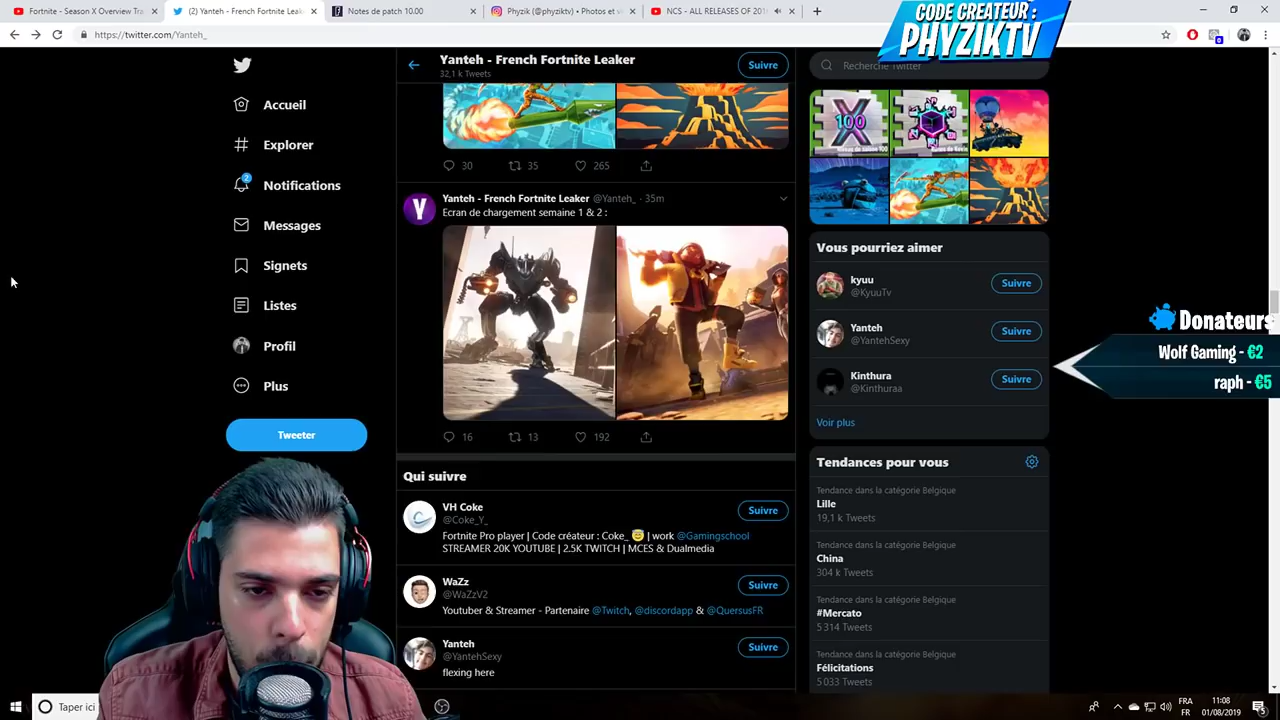 Fortnite - Season X Overview Tra
(2) Yanteh - French Fortnite Leak
Notes de patch 10.00
Phyzik (@phyziktv) • Photos et vi
NCS - ALL RELEASES OF 201
https://twitter.com/Yanteh_
CODE CREATEUR :
PHYZIKTV
Accueil
Explorer
2
Notifications
Messages
Signets
Listes
Profil
Plus
Tweeter
Yanteh - French Fortnite Leaker
32,1 k Tweets
Suivre
30 35 265
Yanteh - French Fortnite Leaker @Yanteh_ · 35m
Ecran de chargement semaine 1 & 2 :
16 13 192
Qui suivre
VH Coke
@Coke_Y_
Suivre
Fortnite Pro player | Code créateur : Coke_ 😇 | work @Gamingschool
STREAMER 20K YOUTUBE | 2.5K TWITCH | MCES & Dualmedia
WaZz
@WaZzV2
Suivre
Youtuber & Streamer - Partenaire @Twitch, @discordapp & @QuersusFR
Yanteh
@YantehSexy
Suivre
flexing here
Recherche Twitter
X
100
Vous pourriez aimer
kyuu
@KyuuTv
Suivre
Yanteh
@YantehSexy
Suivre
Kinthura
@Kinthuraa
Suivre
Voir plus
Tendances pour vous
Tendance dans la catégorie Belgique
Lille
19,1 k Tweets
Tendance dans la catégorie Belgique
China
304 k Tweets
Tendance dans la catégorie Belgique
#Mercato
5 314 Tweets
Tendance dans la catégorie Belgique
Félicitations
5 033 Tweets
Donateurs
Wolf Gaming - €2
raph - €5
Taper ici
FRA
FR
11:08
01/08/2019
5